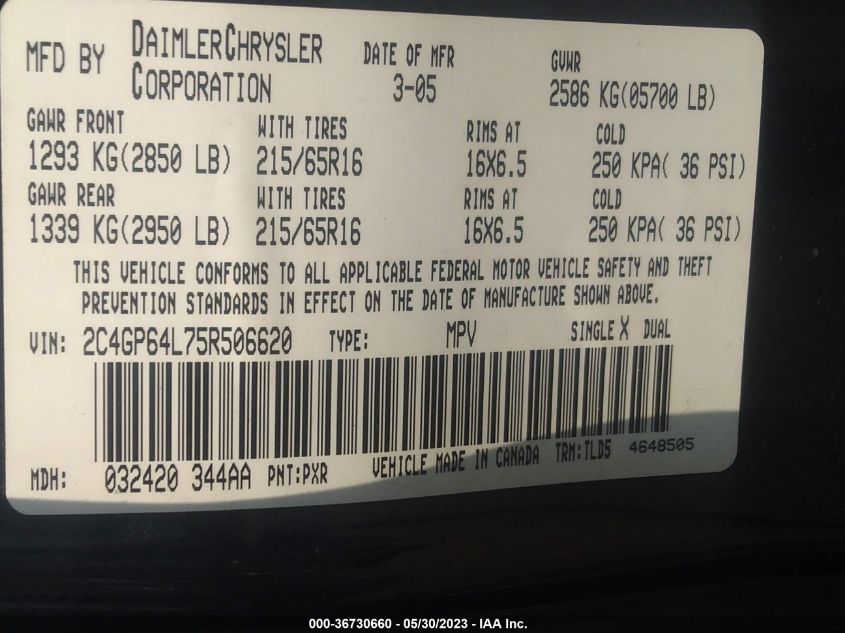 MFD BY DAIMLERCHRYSLER CORPORATION DATE OF MFR 3-05 GVWR 2586 KG(05700 LB)
GAWR FRONT WITH TIRES RIMS AT COLD
1293 KG(2850 LB) 215/65R16 16X6.5 250 KPA( 36 PSI)
GAWR REAR WITH TIRES RIMS AT COLD
1339 KG(2950 LB) 215/65R16 16X6.5 250 KPA( 36 PSI)
THIS VEHICLE CONFORMS TO ALL APPLICABLE FEDERAL MOTOR VEHICLE SAFETY AND THEFT
PREVENTION STANDARDS IN EFFECT ON THE DATE OF MANUFACTURE SHOWN ABOVE.
VIN: 2C4GP64L75R506620 TYPE: MPV SINGLE X DUAL
MDH: 032420 344AA PNT:PXR VEHICLE MADE IN CANADA TRM:TLD5 4648505
000-36730660 - 05/30/2023 - IAA Inc.